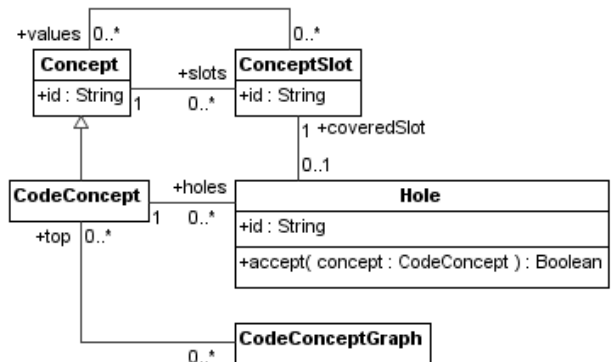 +values 0..* 0..*
Concept
+id : String
1
+slots
0..*
ConceptSlot
+id : String
1 +coveredSlot
0..1
CodeConcept
1
+holes
0..*
Hole
+id : String
+accept( concept : CodeConcept ) : Boolean
+top 0..*
0..*
CodeConceptGraph